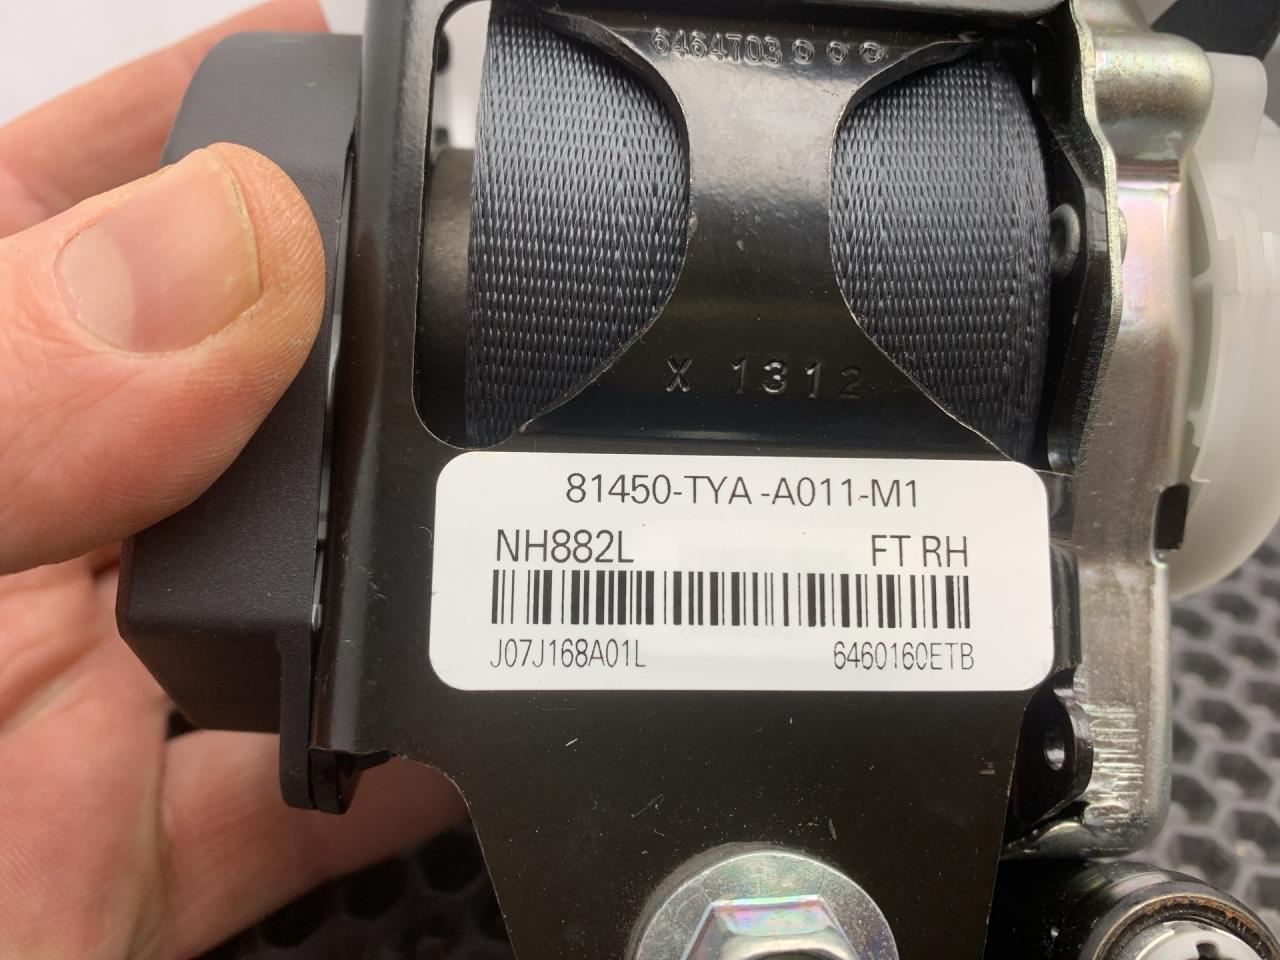 6464703
X 1312
81450-TYA -A011-M1
NH882L FT RH
J07J168A01L 6460160ETB